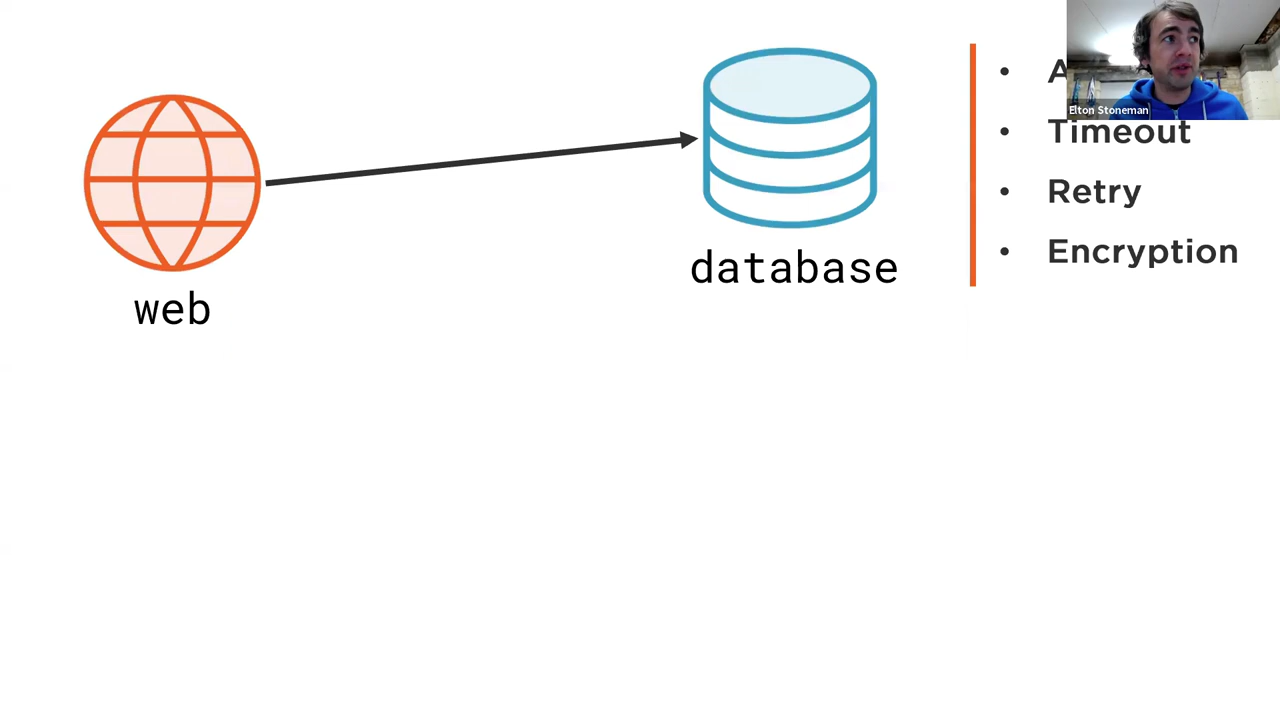 Elton Stoneman
• Timeout
• Retry
• Encryption
database
web